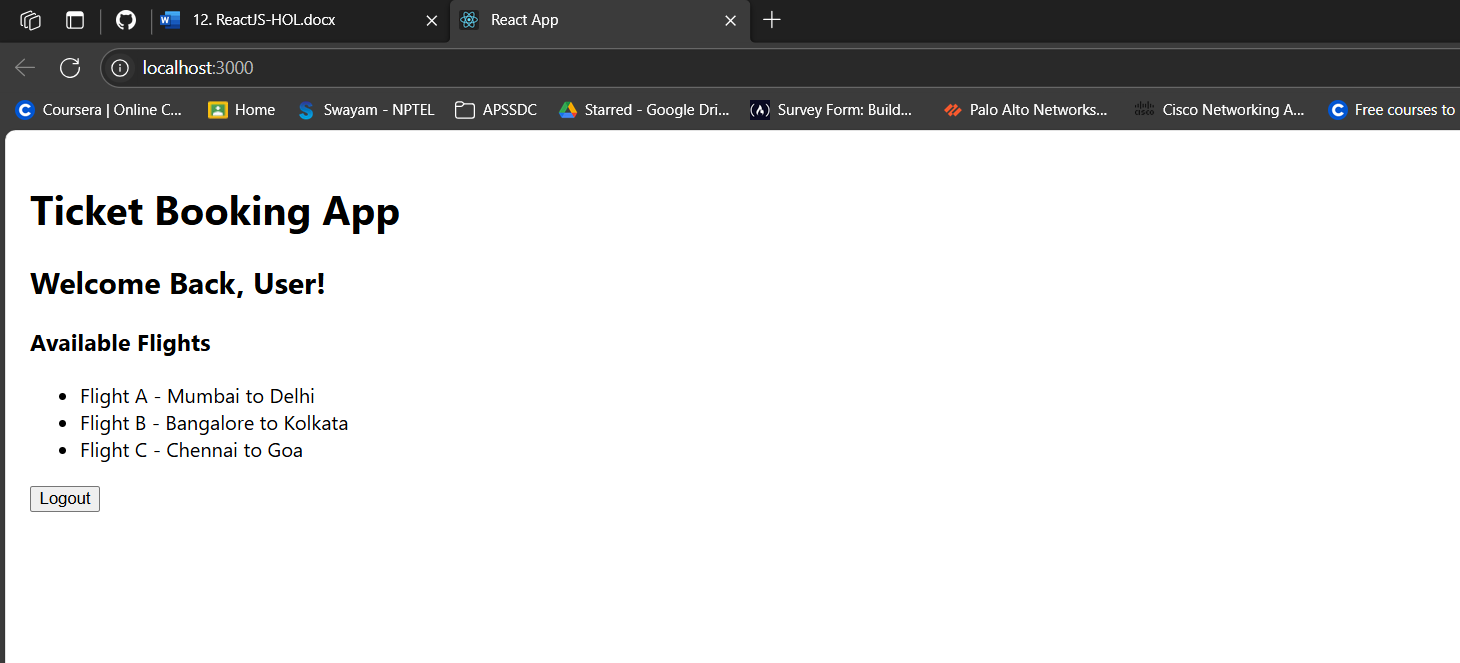 12. ReactJS-HOL.docx React App
localhost:3000
Coursera | Online C... Home Swayam - NPTEL APSSDC Starred - Google Dri... Survey Form: Build... Palo Alto Networks... cisco Cisco Networking A... Free courses to
Ticket Booking App
Welcome Back, User!
Available Flights
• Flight A - Mumbai to Delhi
• Flight B - Bangalore to Kolkata
• Flight C - Chennai to Goa
Logout